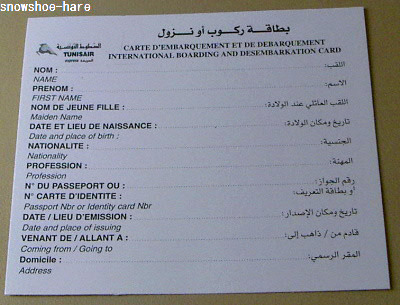 snowshoe-hare
بطاقة ركوب أو نزول
الخطوط التونسية
TUNISAIR
CARTE D'EMBARQUEMENT ET DE DEBARQUEMENT
INTERNATIONAL BOARDING AND DESEMBARKATION CARD
NOM : اللقب:
NAME
PRENOM : الاسم:
FIRST NAME
NOM DE JEUNE FILLE : اللقب العائلي عند الولادة:
Maiden Name
DATE ET LIEU DE NAISSANCE : تاريخ ومكان الولادة:
Date and place of birth ;
NATIONALITE : الجنسية:
Nationality
PROFESSION : المهنة:
Profession
N° DU PASSEPORT OU : رقم الجواز:
N° CARTE D'IDENTITE : أو بطاقة التعريف:
Passport Nbr or Identity card Nbr
DATE / LIEU D'EMISSION : تاريخ ومكان الإصدار:
Date and place of issuing
VENANT DE / ALLANT A : قادم من / ذاهب إلى:
Coming from / Going to
Domicile : المقر الرسمي:
Address